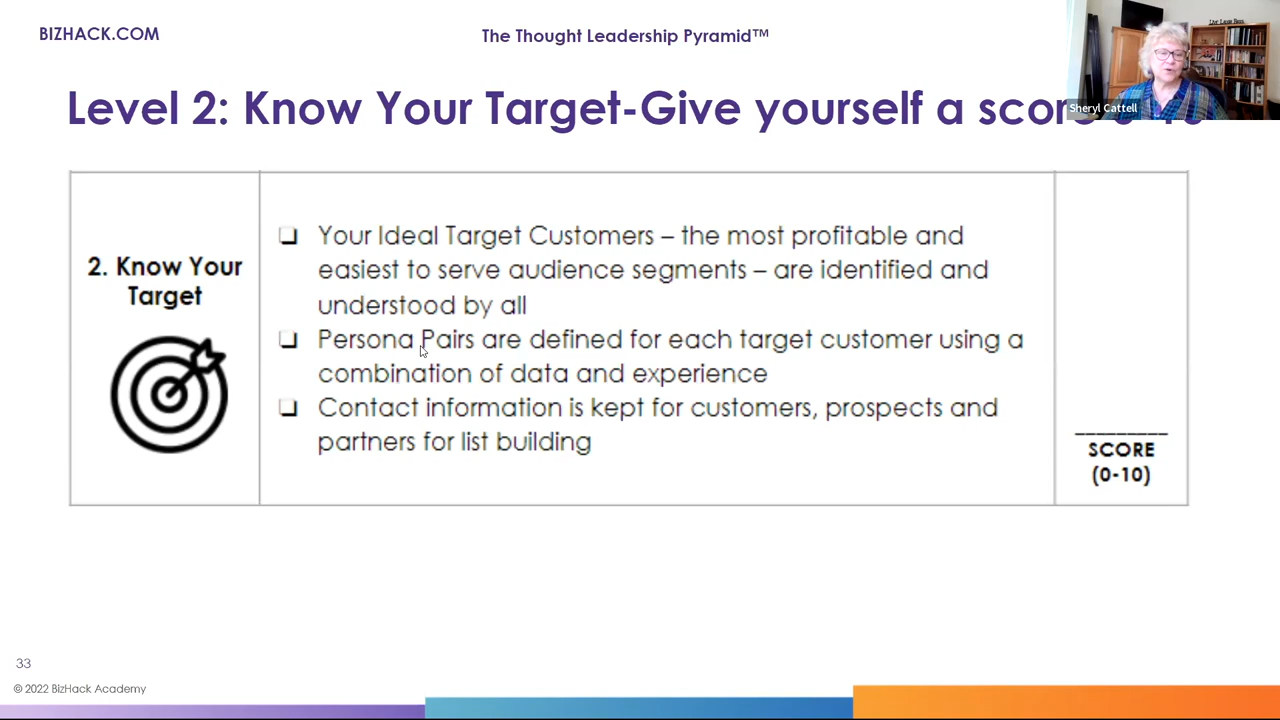 BIZHACK.COM
The Thought Leadership Pyramid™
Level 2: Know Your Target-Give yourself a score
Sheryl Cattell
2. Know Your
Target
❑ Your Ideal Target Customers – the most profitable and
easiest to serve audience segments – are identified and
understood by all
❑ Persona Pairs are defined for each target customer using a
combination of data and experience
❑ Contact information is kept for customers, prospects and
partners for list building
SCORE
(0-10)
33
© 2022 BizHack Academy